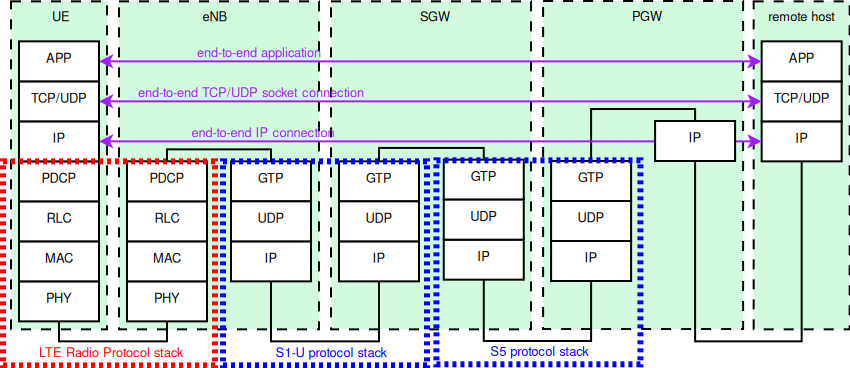 UE
eNB
SGW
PGW
remote host
APP
end-to-end application
APP
TCP/UDP
end-to-end TCP/UDP socket connection
TCP/UDP
IP
end-to-end IP connection
IP
IP
PDCP
PDCP
GTP
GTP
GTP
GTP
RLC
RLC
UDP
UDP
UDP
UDP
MAC
MAC
IP
IP
IP
IP
PHY
PHY
LTE Radio Protocol stack
S1-U protocol stack
S5 protocol stack